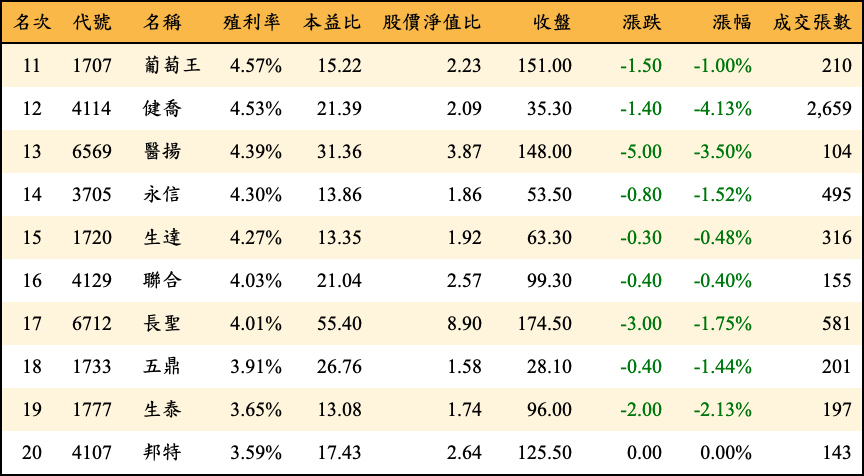 名次 代號 名稱 殖利率 本益比 股價淨值比 收盤 漲跌 漲幅 成交張數
11 1707 葡萄王 4.57% 15.22 2.23 151.00 -1.50 -1.00% 210
12 4114 健喬 4.53% 21.39 2.09 35.30 -1.40 -4.13% 2,659
13 6569 醫揚 4.39% 31.36 3.87 148.00 -5.00 -3.50% 104
14 3705 永信 4.30% 13.86 1.86 53.50 -0.80 -1.52% 495
15 1720 生達 4.27% 13.35 1.92 63.30 -0.30 -0.48% 316
16 4129 聯合 4.03% 21.04 2.57 99.30 -0.40 -0.40% 155
17 6712 長聖 4.01% 55.40 8.90 174.50 -3.00 -1.75% 581
18 1733 五鼎 3.91% 26.76 1.58 28.10 -0.40 -1.44% 201
19 1777 生泰 3.65% 13.08 1.74 96.00 -2.00 -2.13% 197
20 4107 邦特 3.59% 17.43 2.64 125.50 0.00 0.00% 143